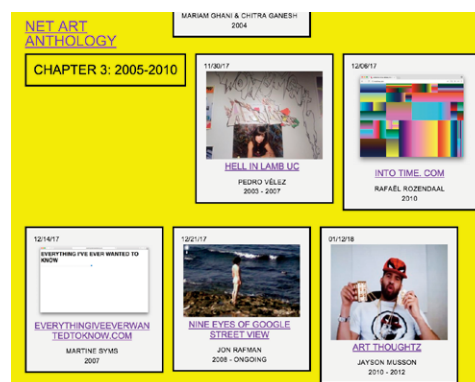 NET ART
ANTHOLOGY
MARIAM GHANI & CHITRA GANESH
2004
CHAPTER 3: 2005-2010
11/30/17
HELL IN LAMB UC
PEDRO VÉLEZ
2003 - 2007
12/06/17
INTO TIME. COM
RAFAËL ROZENDAAL
2010
12/14/17
EVERYTHING I'VE EVER WANTED TO
KNOW
EVERYTHINGIVEEVERWAN
TEDTOKNOW.COM
MARTINE SYMS
2007
12/21/17
NINE EYES OF GOOGLE
STREET VIEW
JON RAFMAN
2008 - ONGOING
01/12/18
ART THOUGHTZ
JAYSON MUSSON
2010 - 2012